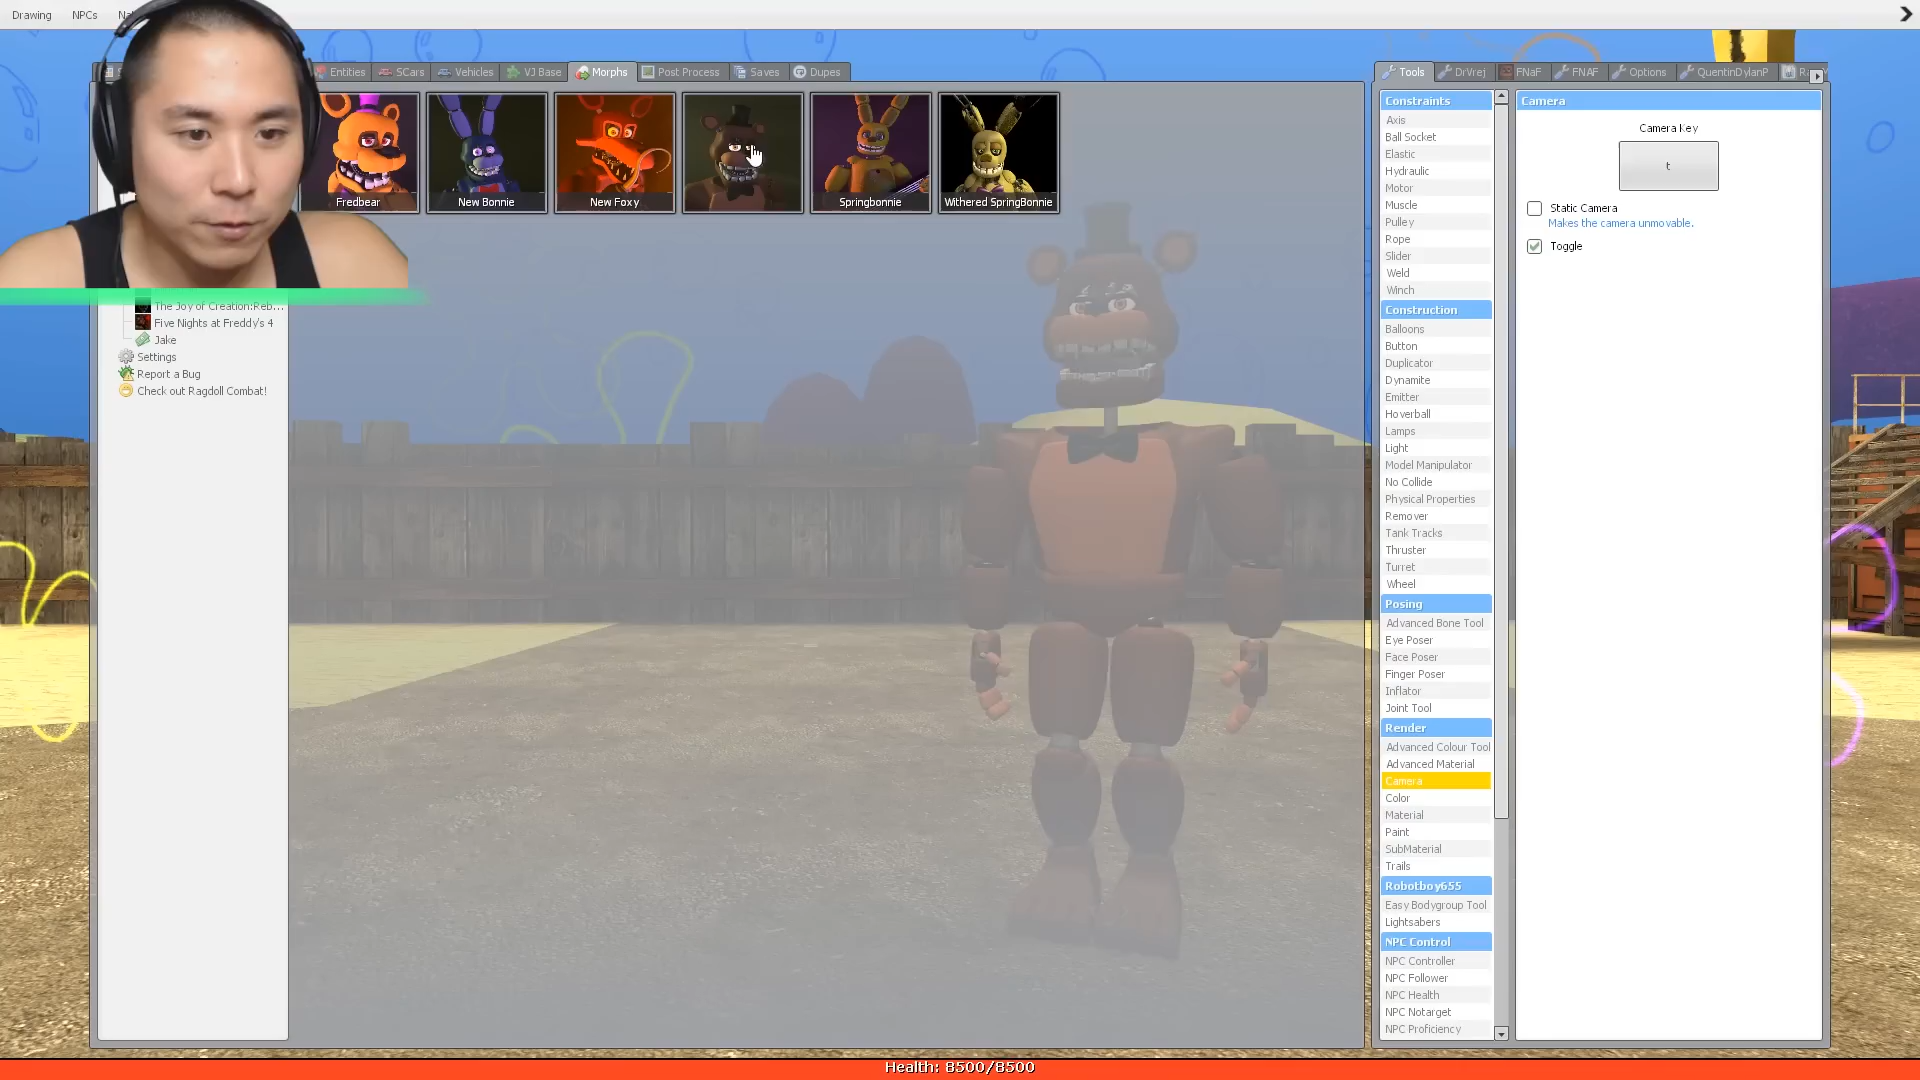 Drawing NPCs
Entities SCars Vehicles VJ Base Morphs Post Process Saves Dupes
Tools DrVrej FNaF FNAF Options QuentinDylanP
Fredbear
New Bonnie
New Foxy
Springbonnie
Withered SpringBonnie
The Joy of Creation:Reb...
Five Nights at Freddy's 4
Jake
Settings
Report a Bug
Check out Ragdoll Combat!
Constraints
Axis
Ball Socket
Elastic
Hydraulic
Motor
Muscle
Pulley
Rope
Slider
Weld
Winch
Construction
Balloons
Button
Duplicator
Dynamite
Emitter
Hoverball
Lamps
Light
Model Manipulator
No Collide
Physical Properties
Remover
Tank Tracks
Thruster
Turret
Wheel
Posing
Advanced Bone Tool
Eye Poser
Face Poser
Finger Poser
Inflator
Joint Tool
Render
Advanced Colour Tool
Advanced Material
Camera
Color
Material
Paint
SubMaterial
Trails
Robotboy655
Easy Bodygroup Tool
Lightsabers
NPC Control
NPC Controller
NPC Follower
NPC Health
NPC Notarget
NPC Proficiency
Camera
Camera Key
t
Static Camera
Makes the camera unmovable.
Toggle
Health: 8500/8500